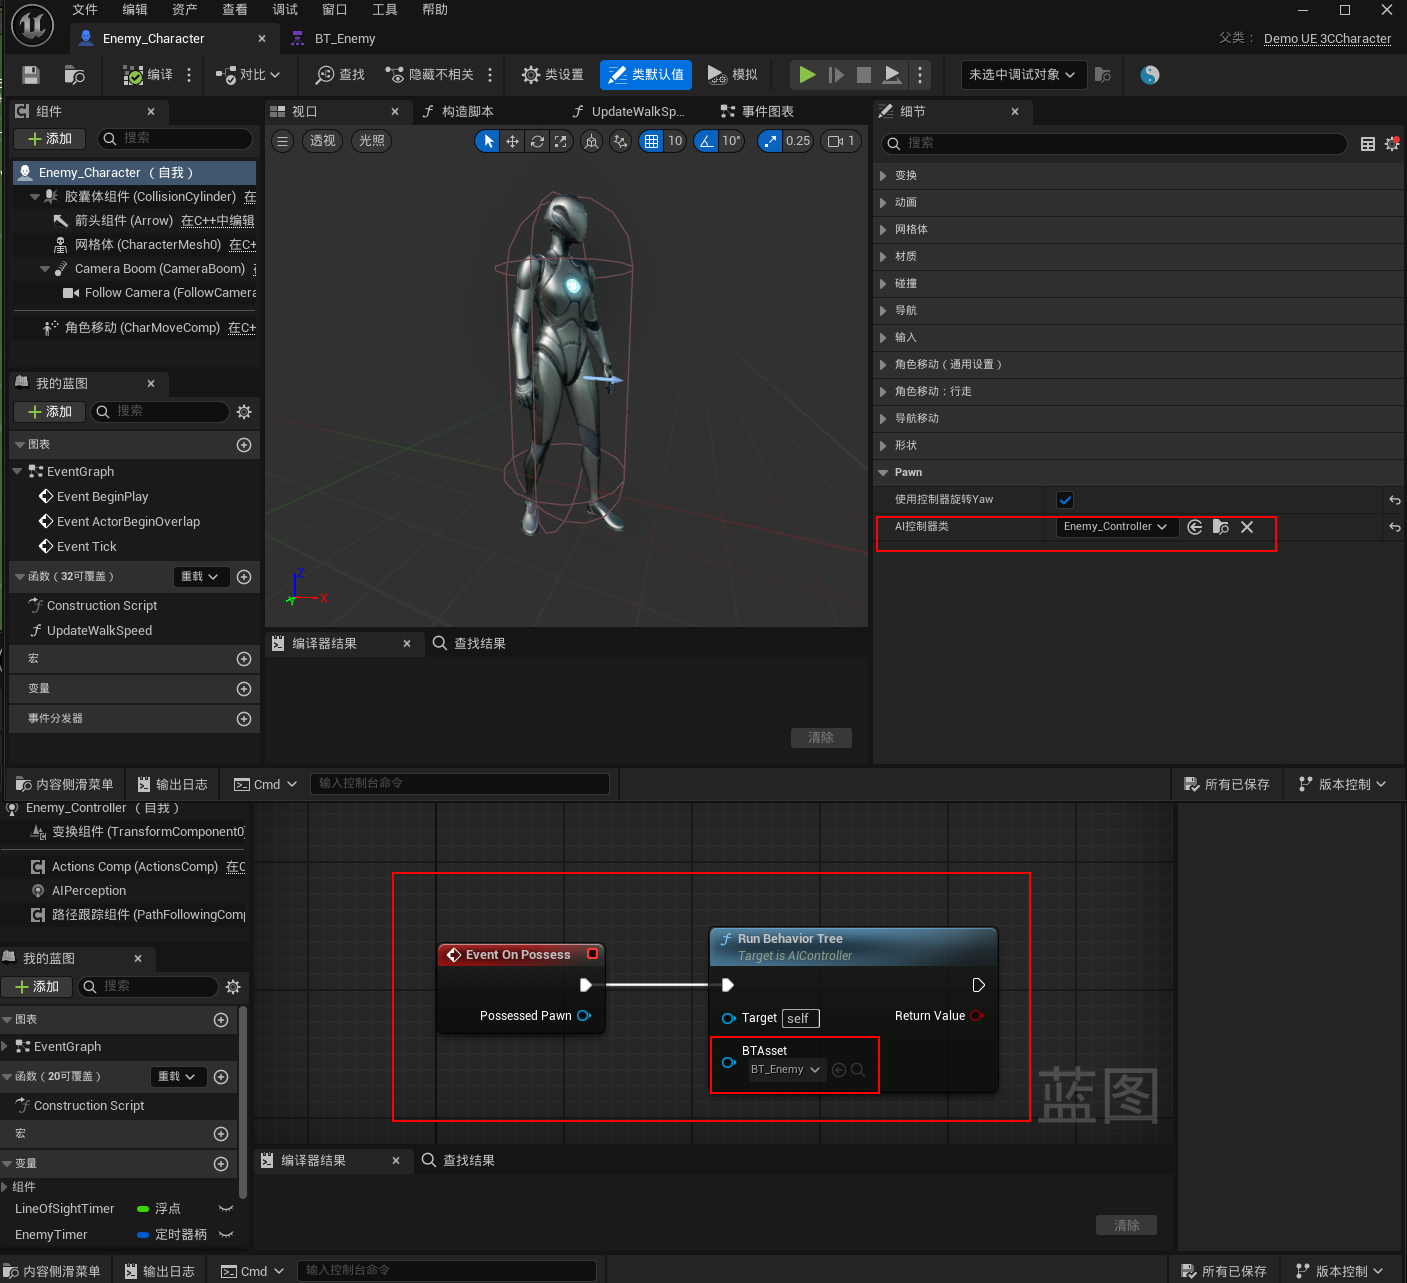 文件 编辑 资产 查看 调试 窗口 工具 帮助
Enemy_Character
BT_Enemy
父类： Demo UE 3CCharacter
编译
对比
查找
隐藏不相关
类设置
类默认值
模拟
未选中调试对象
组件
添加
搜索
Enemy_Character （自我）
胶囊体组件 (CollisionCylinder) 在
箭头组件 (Arrow) 在C++中编辑
网格体 (CharacterMesh0) 在C+
Camera Boom (CameraBoom)
Follow Camera (FollowCamera
角色移动 (CharMoveComp) 在C+
我的蓝图
添加
搜索
图表
EventGraph
Event BeginPlay
Event ActorBeginOverlap
Event Tick
函数（32可覆盖） 重载
Construction Script
UpdateWalkSpeed
宏
变量
事件分发器
视口
构造脚本
UpdateWalkSp...
事件图表
透视
光照
10
10°
0.25
1
Z
X
Y
编译器结果
查找结果
清除
细节
搜索
变换
动画
网格体
材质
碰撞
导航
输入
角色移动（通用设置）
角色移动：行走
导航移动
形状
Pawn
使用控制器旋转Yaw
AI控制器类 Enemy_Controller
内容侧滑菜单
输出日志
Cmd
输入控制台命令
所有已保存
版本控制
Enemy_Controller （自我）
变换组件 (TransformComponent0)
Actions Comp (ActionsComp) 在C
AIPerception
路径跟踪组件 (PathFollowingComp
我的蓝图
添加
搜索
图表
EventGraph
函数（20可覆盖） 重载
Construction Script
宏
变量
组件
LineOfSightTimer 浮点
EnemyTimer 定时器柄
Event On Possess
Possessed Pawn
Run Behavior Tree
Target is AIController
Target self
Return Value
BTAsset
BT_Enemy
蓝图
编译器结果
查找结果
清除
内容侧滑菜单
输出日志
Cmd
输入控制台命令
所有已保存
版本控制